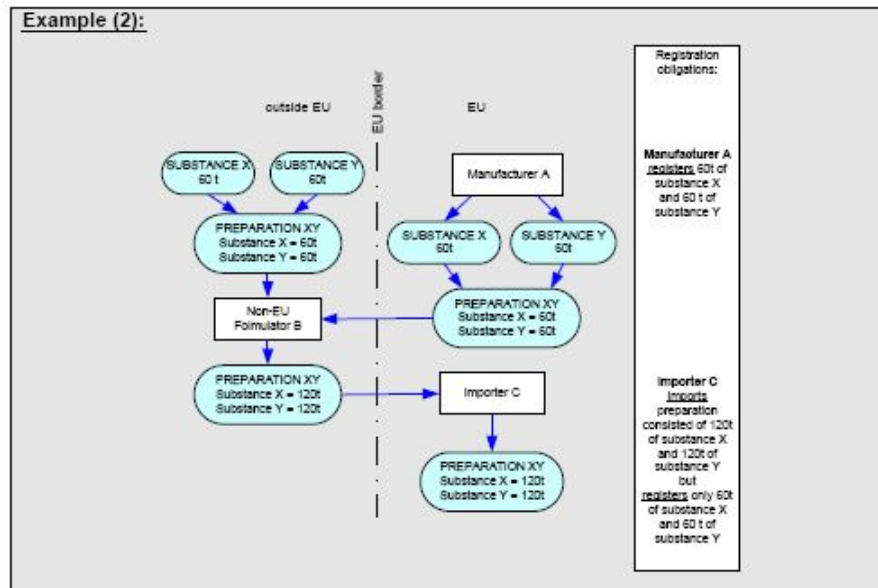 Example (2):
Registration
obligations:
outside EU
EU border
EU
SUBSTANCE X
60 t
SUBSTANCE Y
60t
Manufacturer A
Manufacturer A
registers 60t of
substance X
and 60 t of
substance Y
PREPARATION XY
Substance X = 60t
Substance Y = 60t
SUBSTANCE X
60t
SUBSTANCE Y
60t
Non-EU
Folmulator B
PREPARATION XY
Substance X = 60t
Substance Y = 60t
PREPARATION XY
Substance X = 120t
Substance Y = 120t
Importer C
Importer C
Imports
preparation
consisted of 120t
of substance X
and 120t of
substance Y
but
registers only 60t
of substance X
and 60 t of
substance Y
PREPARATION XY
Substance X = 120t
Substance Y = 120t